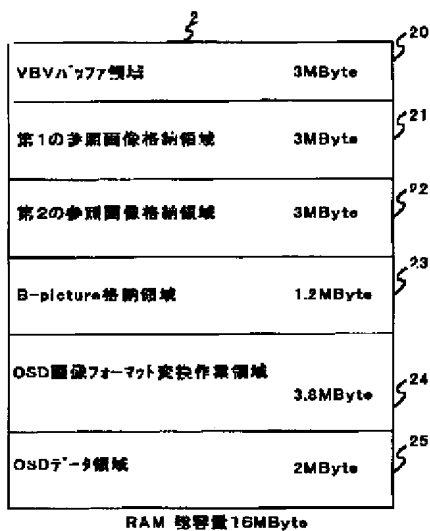 2
20
VBVバッファ領域 3MByte
21
第1の参照画像格納領域 3MByte
22
第2の参照画像格納領域 3MByte
23
B-picture格納領域 1.2MByte
OSD画像フォーマット変換作業領域
24
3.8MByte
25
OSDデータ領域 2MByte
RAM 総容量16MByte